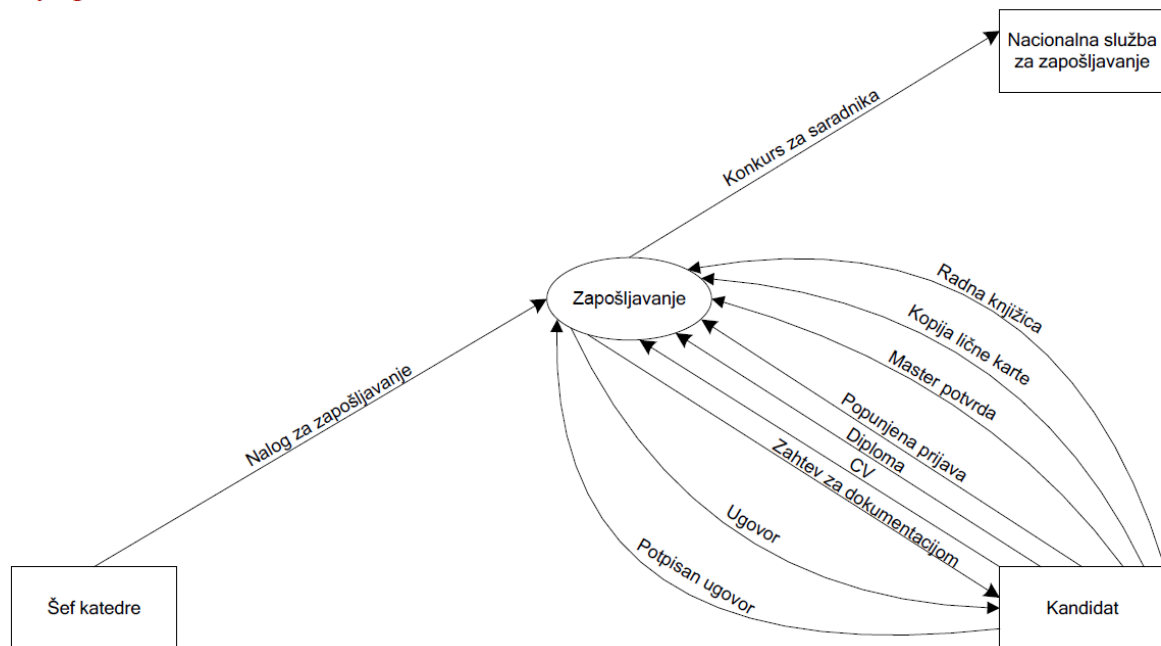 Nacionalna služba
za zapošljavanje
Konkurs za saradnika
Zapošljavanje
Radna knjižica
Kopija lične karte
Master potvrda
Popunjena prijava
Diploma
CV
Zahtev za dokumentacijom
Nalog za zapošljavanje
Ugovor
Potpisan ugovor
Šef katedre
Kandidat